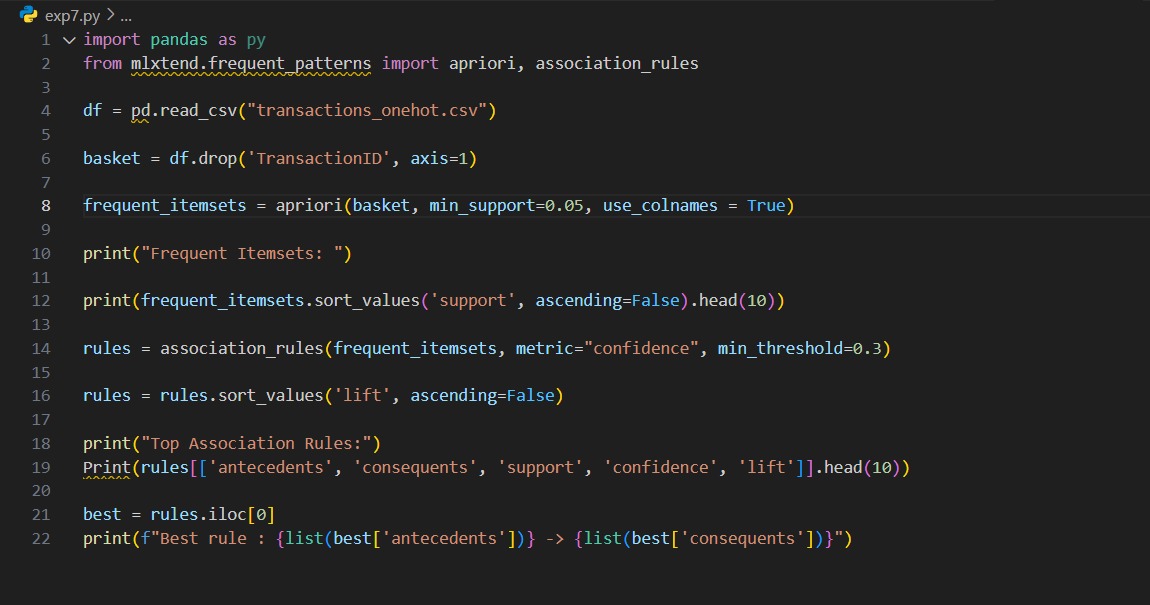 exp7.py > ...
1 import pandas as py
2 from mlxtend.frequent_patterns import apriori, association_rules
3
4 df = pd.read_csv("transactions_onehot.csv")
5
6 basket = df.drop('TransactionID', axis=1)
7
8 frequent_itemsets = apriori(basket, min_support=0.05, use_colnames = True)
9
10 print("Frequent Itemsets: ")
11
12 print(frequent_itemsets.sort_values('support', ascending=False).head(10))
13
14 rules = association_rules(frequent_itemsets, metric="confidence", min_threshold=0.3)
15
16 rules = rules.sort_values('lift', ascending=False)
17
18 print("Top Association Rules:")
19 Print(rules[['antecedents', 'consequents', 'support', 'confidence', 'lift']].head(10))
20
21 best = rules.iloc[0]
22 print(f"Best rule : {list(best['antecedents'])} -> {list(best['consequents'])}")